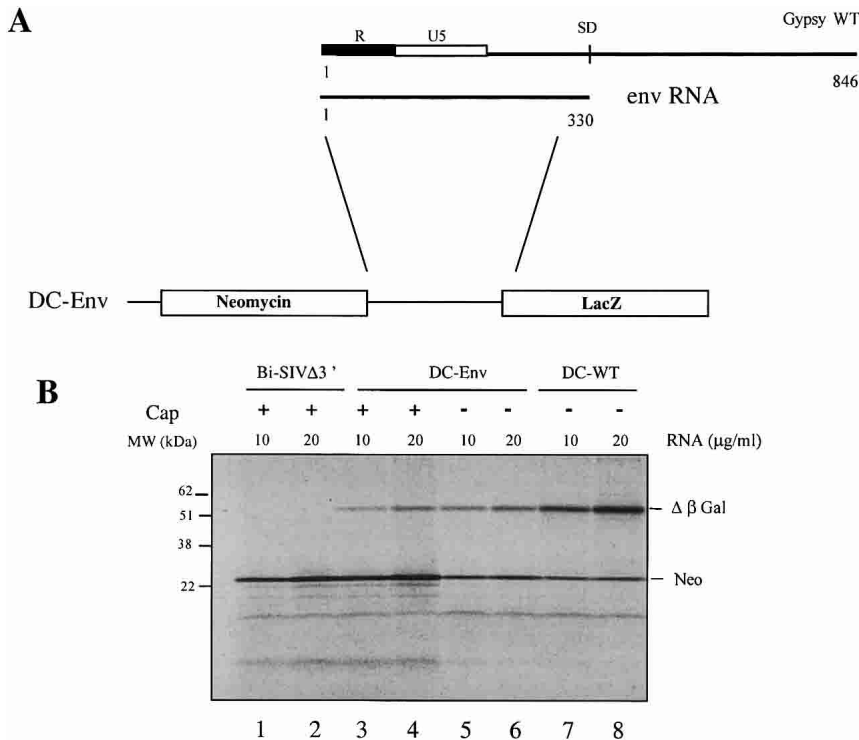 A
R U5 SD Gypsy WT
1 846
env RNA
1 330
DC-Env Neomycin LacZ
B
Bi-SIVΔ3 ' DC-Env DC-WT
Cap + + + + - - - -
MW (kDa) 10 20 10 20 10 20 10 20 RNA (µg/ml)
62
51
Δ β Gal
38
22
Neo
1 2 3 4 5 6 7 8